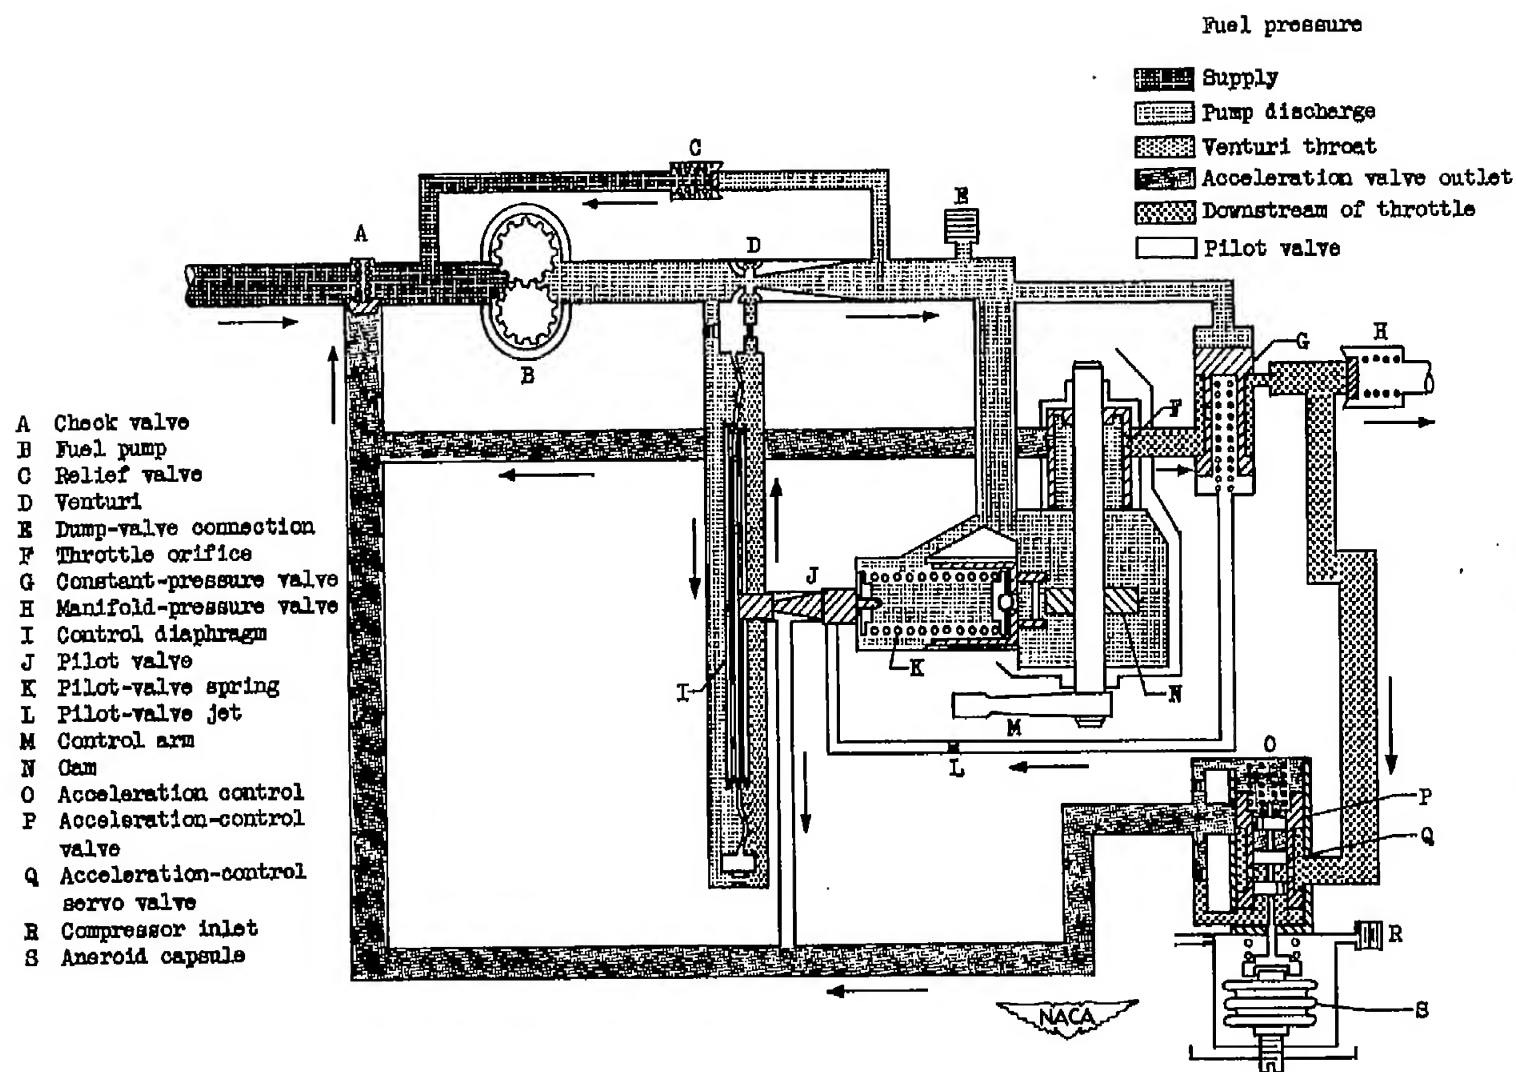 Fuel pressure
Supply
Pump discharge
Venturi throat
Acceleration valve outlet
Downstream of throttle
Pilot valve
C
E
A
D
G
H
B
F
A Check valve
B Fuel pump
C Relief valve
D Venturi
E Dump-valve connection
F Throttle orifice
G Constant-pressure valve
H Manifold-pressure valve
I Control diaphragm
J Pilot valve
K Pilot-valve spring
L Pilot-valve jet
M Control arm
N Cam
O Acceleration control
P Acceleration-control
valve
Q Acceleration-control
servo valve
R Compressor inlet
S Aneroid capsule
J
K
I
N
M
L
O
P
Q
R
S
NACA